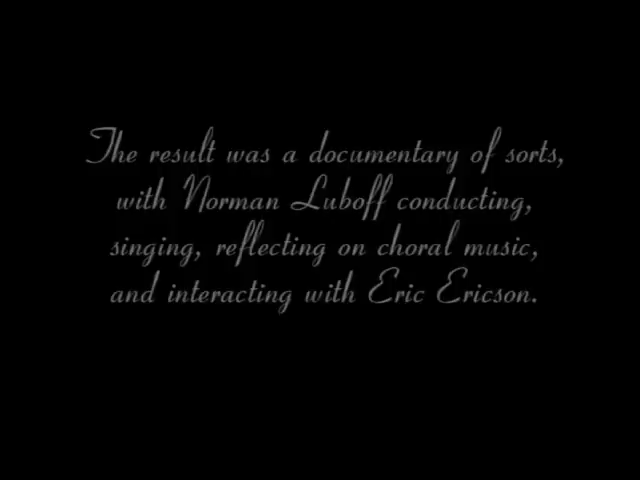 The result was a documentary of sorts,
with Norman Luboff conducting,
singing, reflecting on choral music,
and interacting with Eric Ericson.